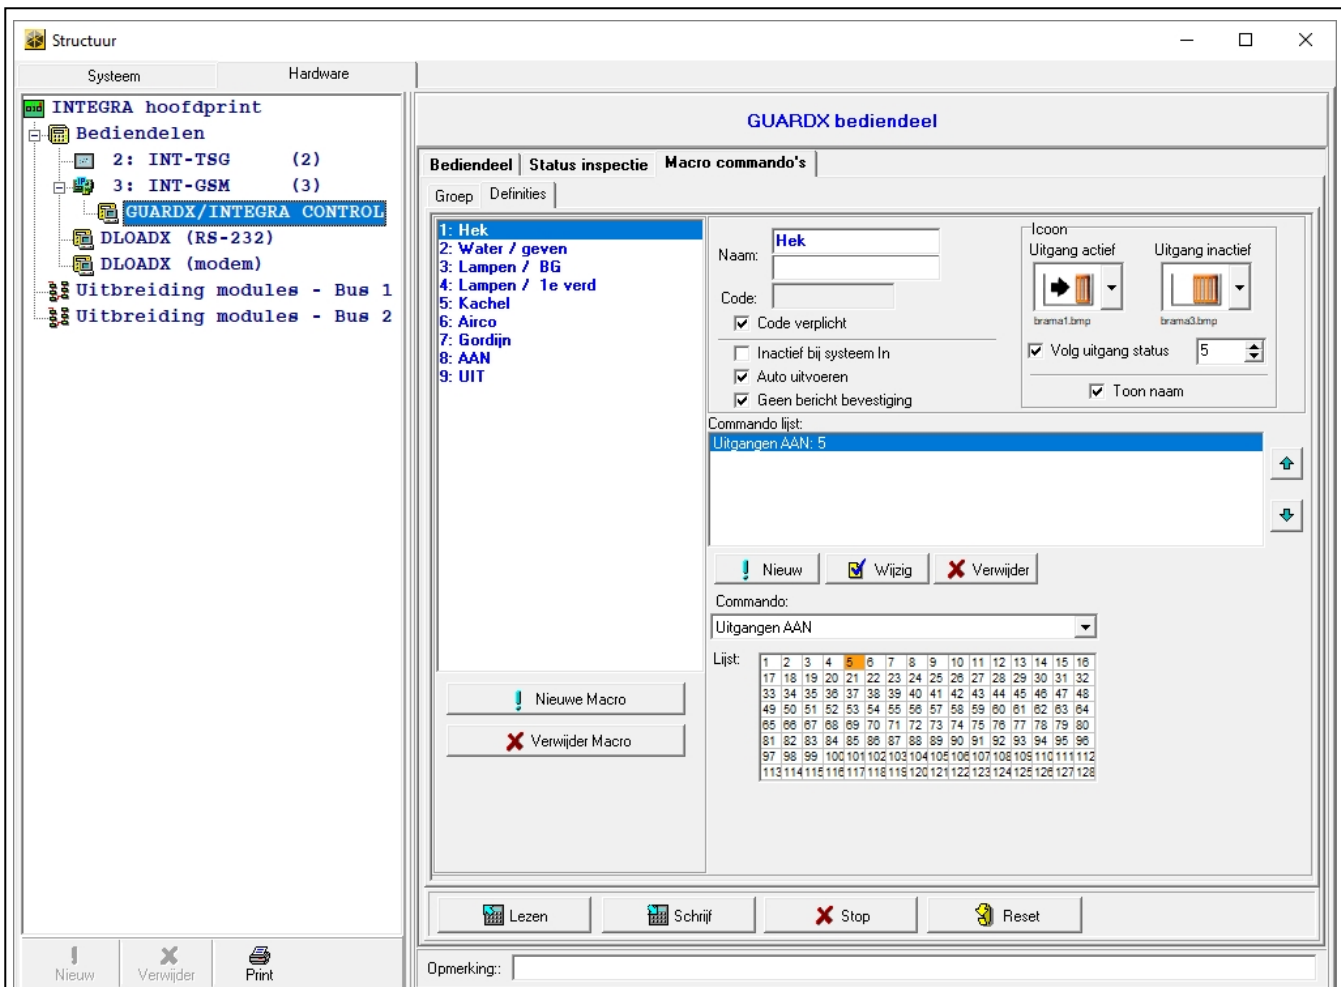 Structuur
Systeem
Hardware
INTEGRA hoofdprint
Bediendelen
2: INT-TSG (2)
3: INT-GSM (3)
GUARDX/INTEGRA CONTROL
DLOADX (RS-232)
DLOADX (modem)
Uitbreiding modules - Bus 1
Uitbreiding modules - Bus 2
Nieuw
Verwijder
Print
GUARDX bediendeel
Bediendeel
Status inspectie
Macro commando's
Groep
Definities
1: Hek
2: Water / geven
3: Lampen / BG
4: Lampen / 1e verd
5: Kachel
6: Airco
7: Gordijn
8: AAN
9: UIT
Nieuwe Macro
Verwijder Macro
Naam:
Hek
Code:
Code verplicht
Inactief bij systeem In
Auto uitvoeren
Geen bericht bevestiging
Icoon
Uitgang actief
Uitgang inactief
brama1.bmp
brama3.bmp
Volg uitgang status
5
Toon naam
Commando lijst:
Uitgangen AAN: 5
Nieuw
Wijzig
Verwijder
Commando:
Uitgangen AAN
Lijst:
1 2 3 4 5 6 7 8 9 10 11 12 13 14 15 16
17 18 19 20 21 22 23 24 25 26 27 28 29 30 31 32
33 34 35 36 37 38 39 40 41 42 43 44 45 46 47 48
49 50 51 52 53 54 55 56 57 58 59 60 61 62 63 64
65 66 67 68 69 70 71 72 73 74 75 76 77 78 79 80
81 82 83 84 85 86 87 88 89 90 91 92 93 94 95 96
97 98 99 100 101 102 103 104 105 106 107 108 109 110 111 112
113 114 115 116 117 118 119 120 121 122 123 124 125 126 127 128
Lezen
Schrijf
Stop
Reset
Opmerking::